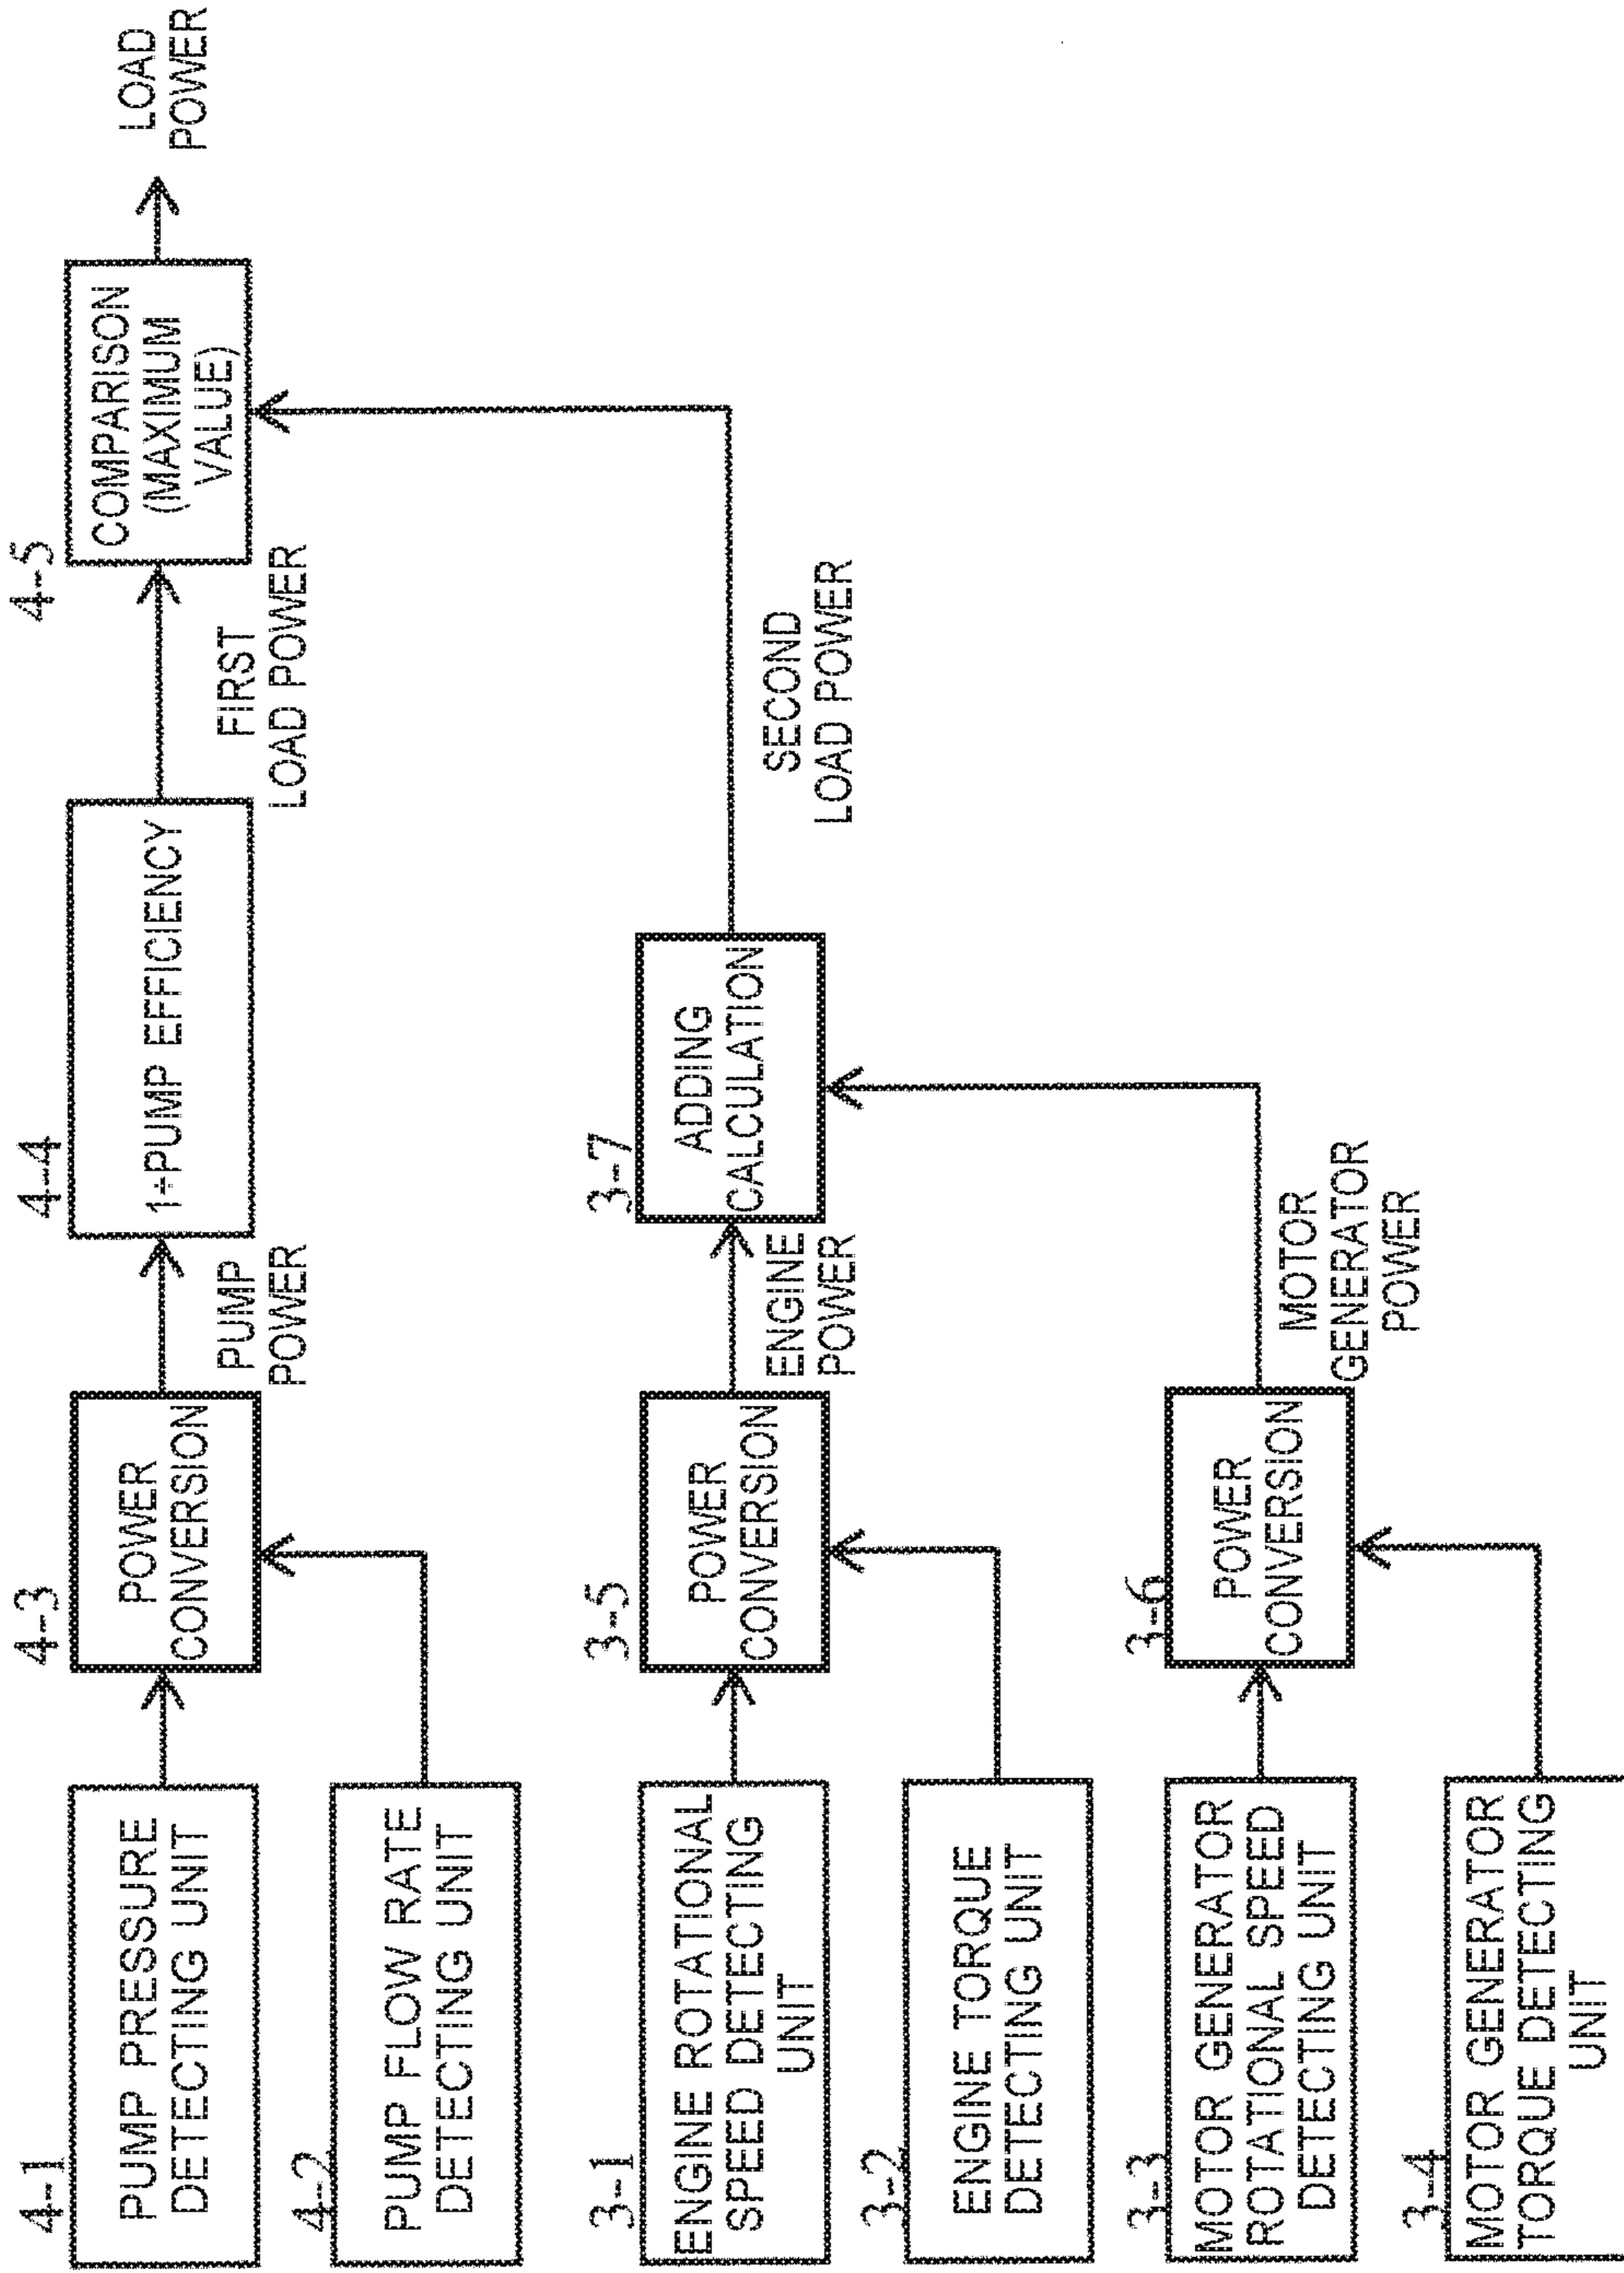 4-1
PUMP PRESSURE
DETECTING UNIT
4-2
PUMP FLOW RATE
DETECTING UNIT
4-3
POWER
CONVERSION
PUMP
POWER
4-4
1÷PUMP EFFICIENCY
FIRST
LOAD POWER
4-5
COMPARISON
(MAXIMUM
VALUE)
LOAD
POWER
3-1
ENGINE ROTATIONAL
SPEED DETECTING
UNIT
3-2
ENGINE TORQUE
DETECTING UNIT
3-5
POWER
CONVERSION
ENGINE
POWER
3-7
ADDING
CALCULATION
SECOND
LOAD POWER
3-3
MOTOR GENERATOR
ROTATIONAL SPEED
DETECTING UNIT
3-4
MOTOR GENERATOR
TORQUE DETECTING
UNIT
3-6
POWER
CONVERSION
MOTOR
GENERATOR
POWER